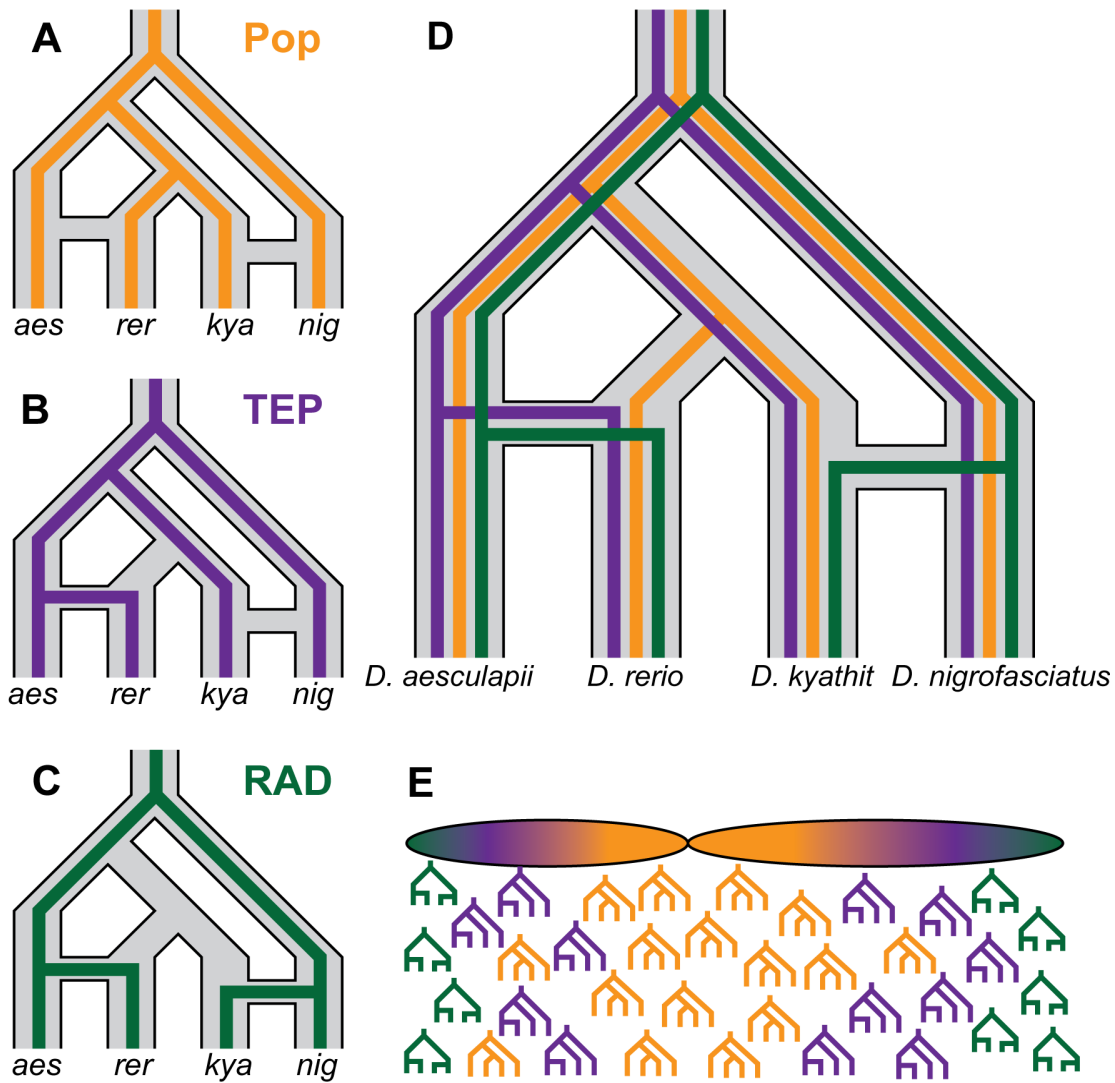 A Pop
aes rer kya nig
B TEP
aes rer kya nig
C RAD
aes rer kya nig
D
D. aesculapii D. rerio D. kyathit D. nigrofasciatus
E